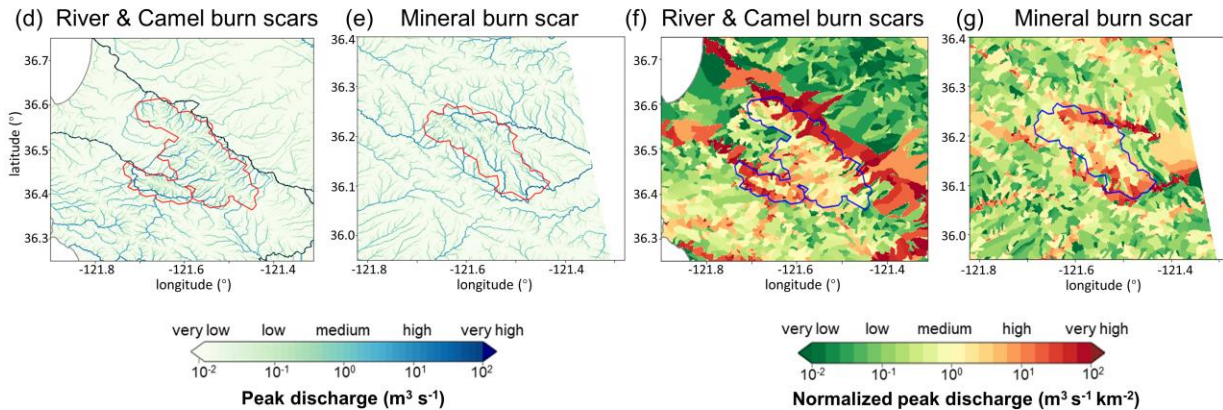 (d) River & Camel burn scars
(e) Mineral burn scar
(f) River & Camel burn scars
(g) Mineral burn scar
latitude (°)
36.7
36.6
36.5
36.4
36.3
-121.8
-121.6
-121.4
longitude (°)
36.4
36.3
36.2
36.1
36.0
-121.8
-121.6
-121.4
longitude (°)
36.7
36.6
36.5
36.4
36.3
-121.8
-121.6
-121.4
longitude (°)
36.4
36.3
36.2
36.1
36.0
-121.8
-121.6
-121.4
longitude (°)
very low low medium high very high
10⁻² 10⁻¹ 10⁰ 10¹ 10²
Peak discharge (m³ s⁻¹)
very low low medium high very high
10⁻² 10⁻¹ 10⁰ 10¹ 10²
Normalized peak discharge (m³ s⁻¹ km⁻²)